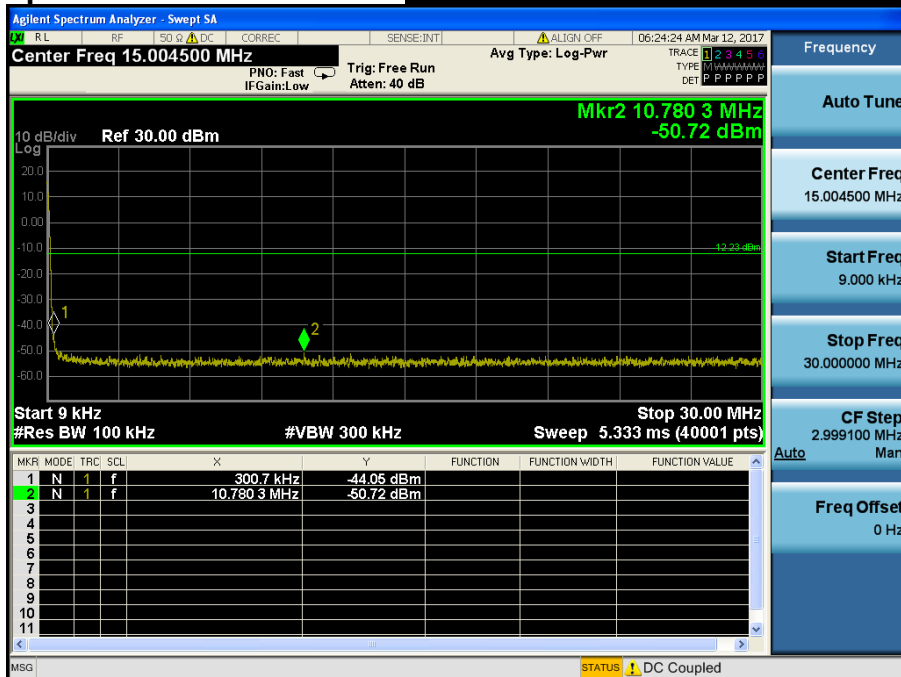 Agilent Spectrum Analyzer - Swept SA
LXI RL RF 50 Ω DC CORREC SENSE:INT ALIGN OFF 06:24:24 AM Mar 12, 2017
Center Freq 15.004500 MHz
PNO: Fast
IFGain:Low
Trig: Free Run
Atten: 40 dB
Avg Type: Log-Pwr
TRACE 1 2 3 4 5 6
TYPE M W W W W W
DET P P P P P P
Mkr2 10.780 3 MHz
-50.72 dBm
10 dB/div Ref 30.00 dBm
Log
20.0
10.0
0.00
-10.0
-12.23 dBm
-20.0
-30.0
1
-40.0
2
-50.0
-60.0
Start 9 kHz Stop 30.00 MHz
#Res BW 100 kHz #VBW 300 kHz Sweep 5.333 ms (40001 pts)
MKR MODE TRC SCL X Y FUNCTION FUNCTION WIDTH FUNCTION VALUE
1 N 1 f 300.7 kHz -44.05 dBm
2 N 1 f 10.780 3 MHz -50.72 dBm
3
4
5
6
7
8
9
10
11
MSG STATUS DC Coupled
Frequency
Auto Tune
Center Freq
15.004500 MHz
Start Freq
9.000 kHz
Stop Freq
30.000000 MHz
CF Step
2.999100 MHz
Auto Man
Freq Offset
0 Hz